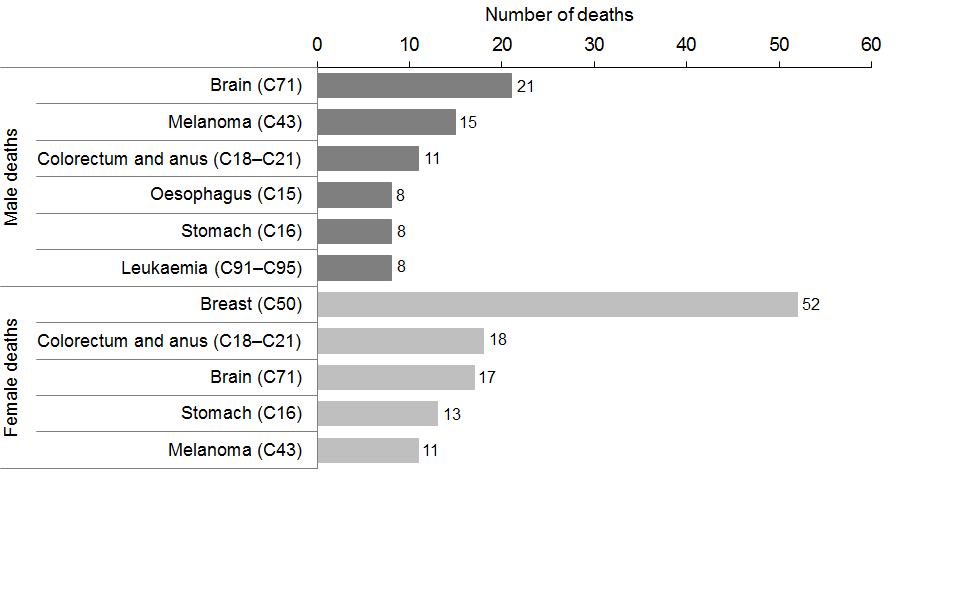 Number of deaths
0 10 20 30 40 50 60
Male deaths
Brain (C71) 21
Melanoma (C43) 15
Colorectum and anus (C18–C21) 11
Oesophagus (C15) 8
Stomach (C16) 8
Leukaemia (C91–C95) 8
Female deaths
Breast (C50) 52
Colorectum and anus (C18–C21) 18
Brain (C71) 17
Stomach (C16) 13
Melanoma (C43) 11